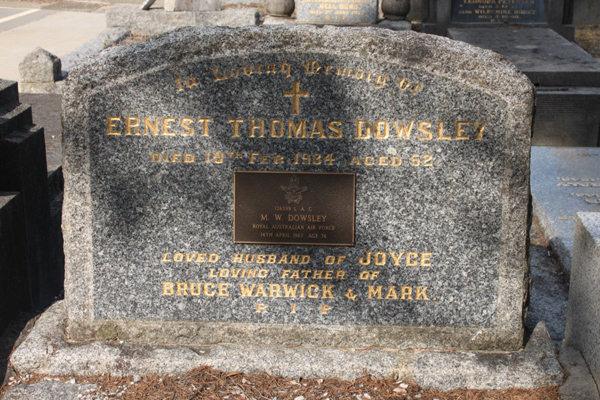 In Loving Memory of
ERNEST THOMAS DOWSLEY
DIED 18TH FEB. 1934, AGED 52
M. W. DOWSLEY
ROYAL AUSTRALIAN AIR FORCE
LOVED HUSBAND OF JOYCE
LOVING FATHER OF
BRUCE WARWICK & MARK
R I P